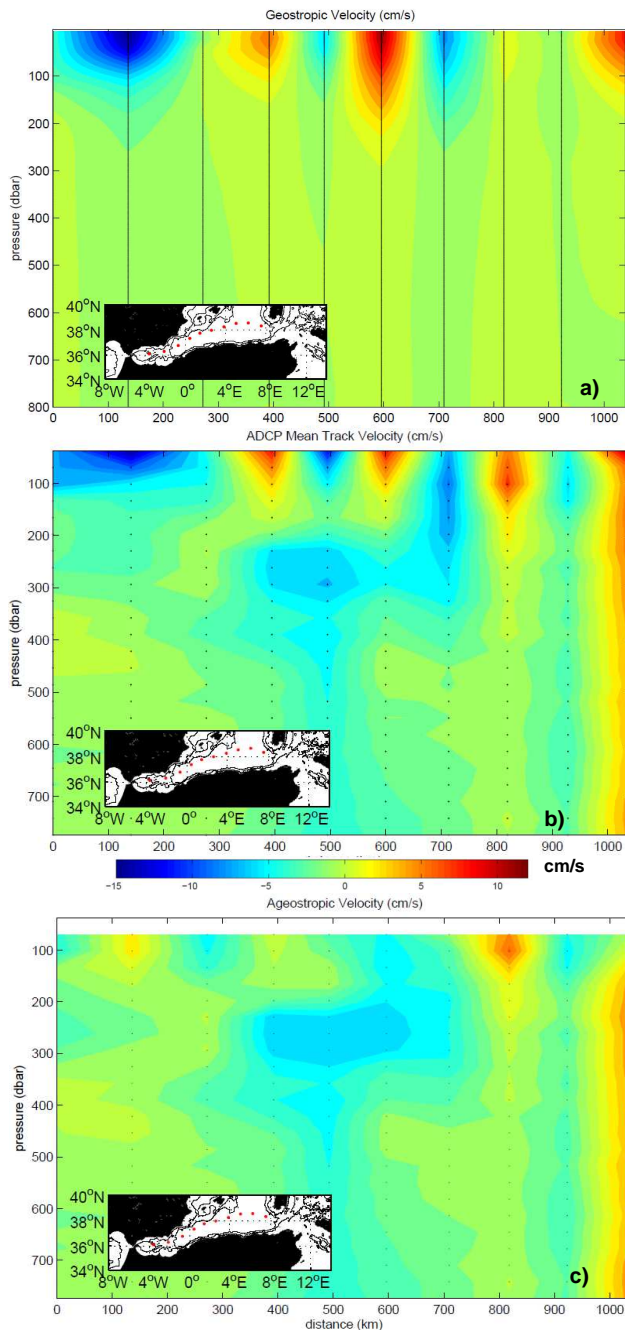 Geostropic Velocity (cm/s)
100
200
300
400
500
600
700
800
pressure (dbar)
40°N
38°N
36°N
34°N
8°W 4°W 0° 4°E 8°E 12°E
a)
0 100 200 300 400 500 600 700 800 900 1000
ADCP Mean Track Velocity (cm/s)
100
200
300
400
500
600
700
pressure (dbar)
40°N
38°N
36°N
34°N
8°W 4°W 0° 4°E 8°E 12°E
b)
0 100 200 300 400 500 600 700 800 900 1000
cm/s
-15 -10 -5 0 5 10
Ageostropic Velocity (cm/s)
100
200
300
400
500
600
700
pressure (dbar)
40°N
38°N
36°N
34°N
8°W 4°W 0° 4°E 8°E 12°E
c)
0 100 200 300 400 500 600 700 800 900 1000
distance (km)